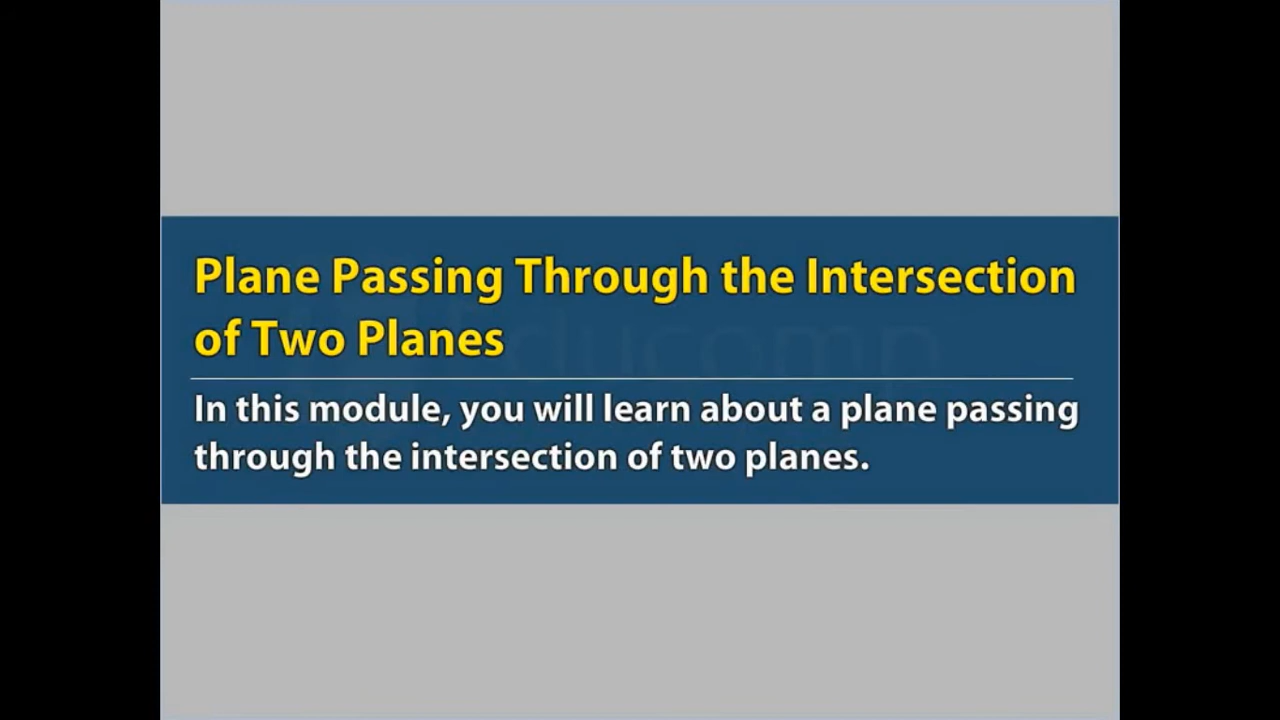 Plane Passing Through the Intersection
of Two Planes
In this module, you will learn about a plane passing
through the intersection of two planes.
Educomp